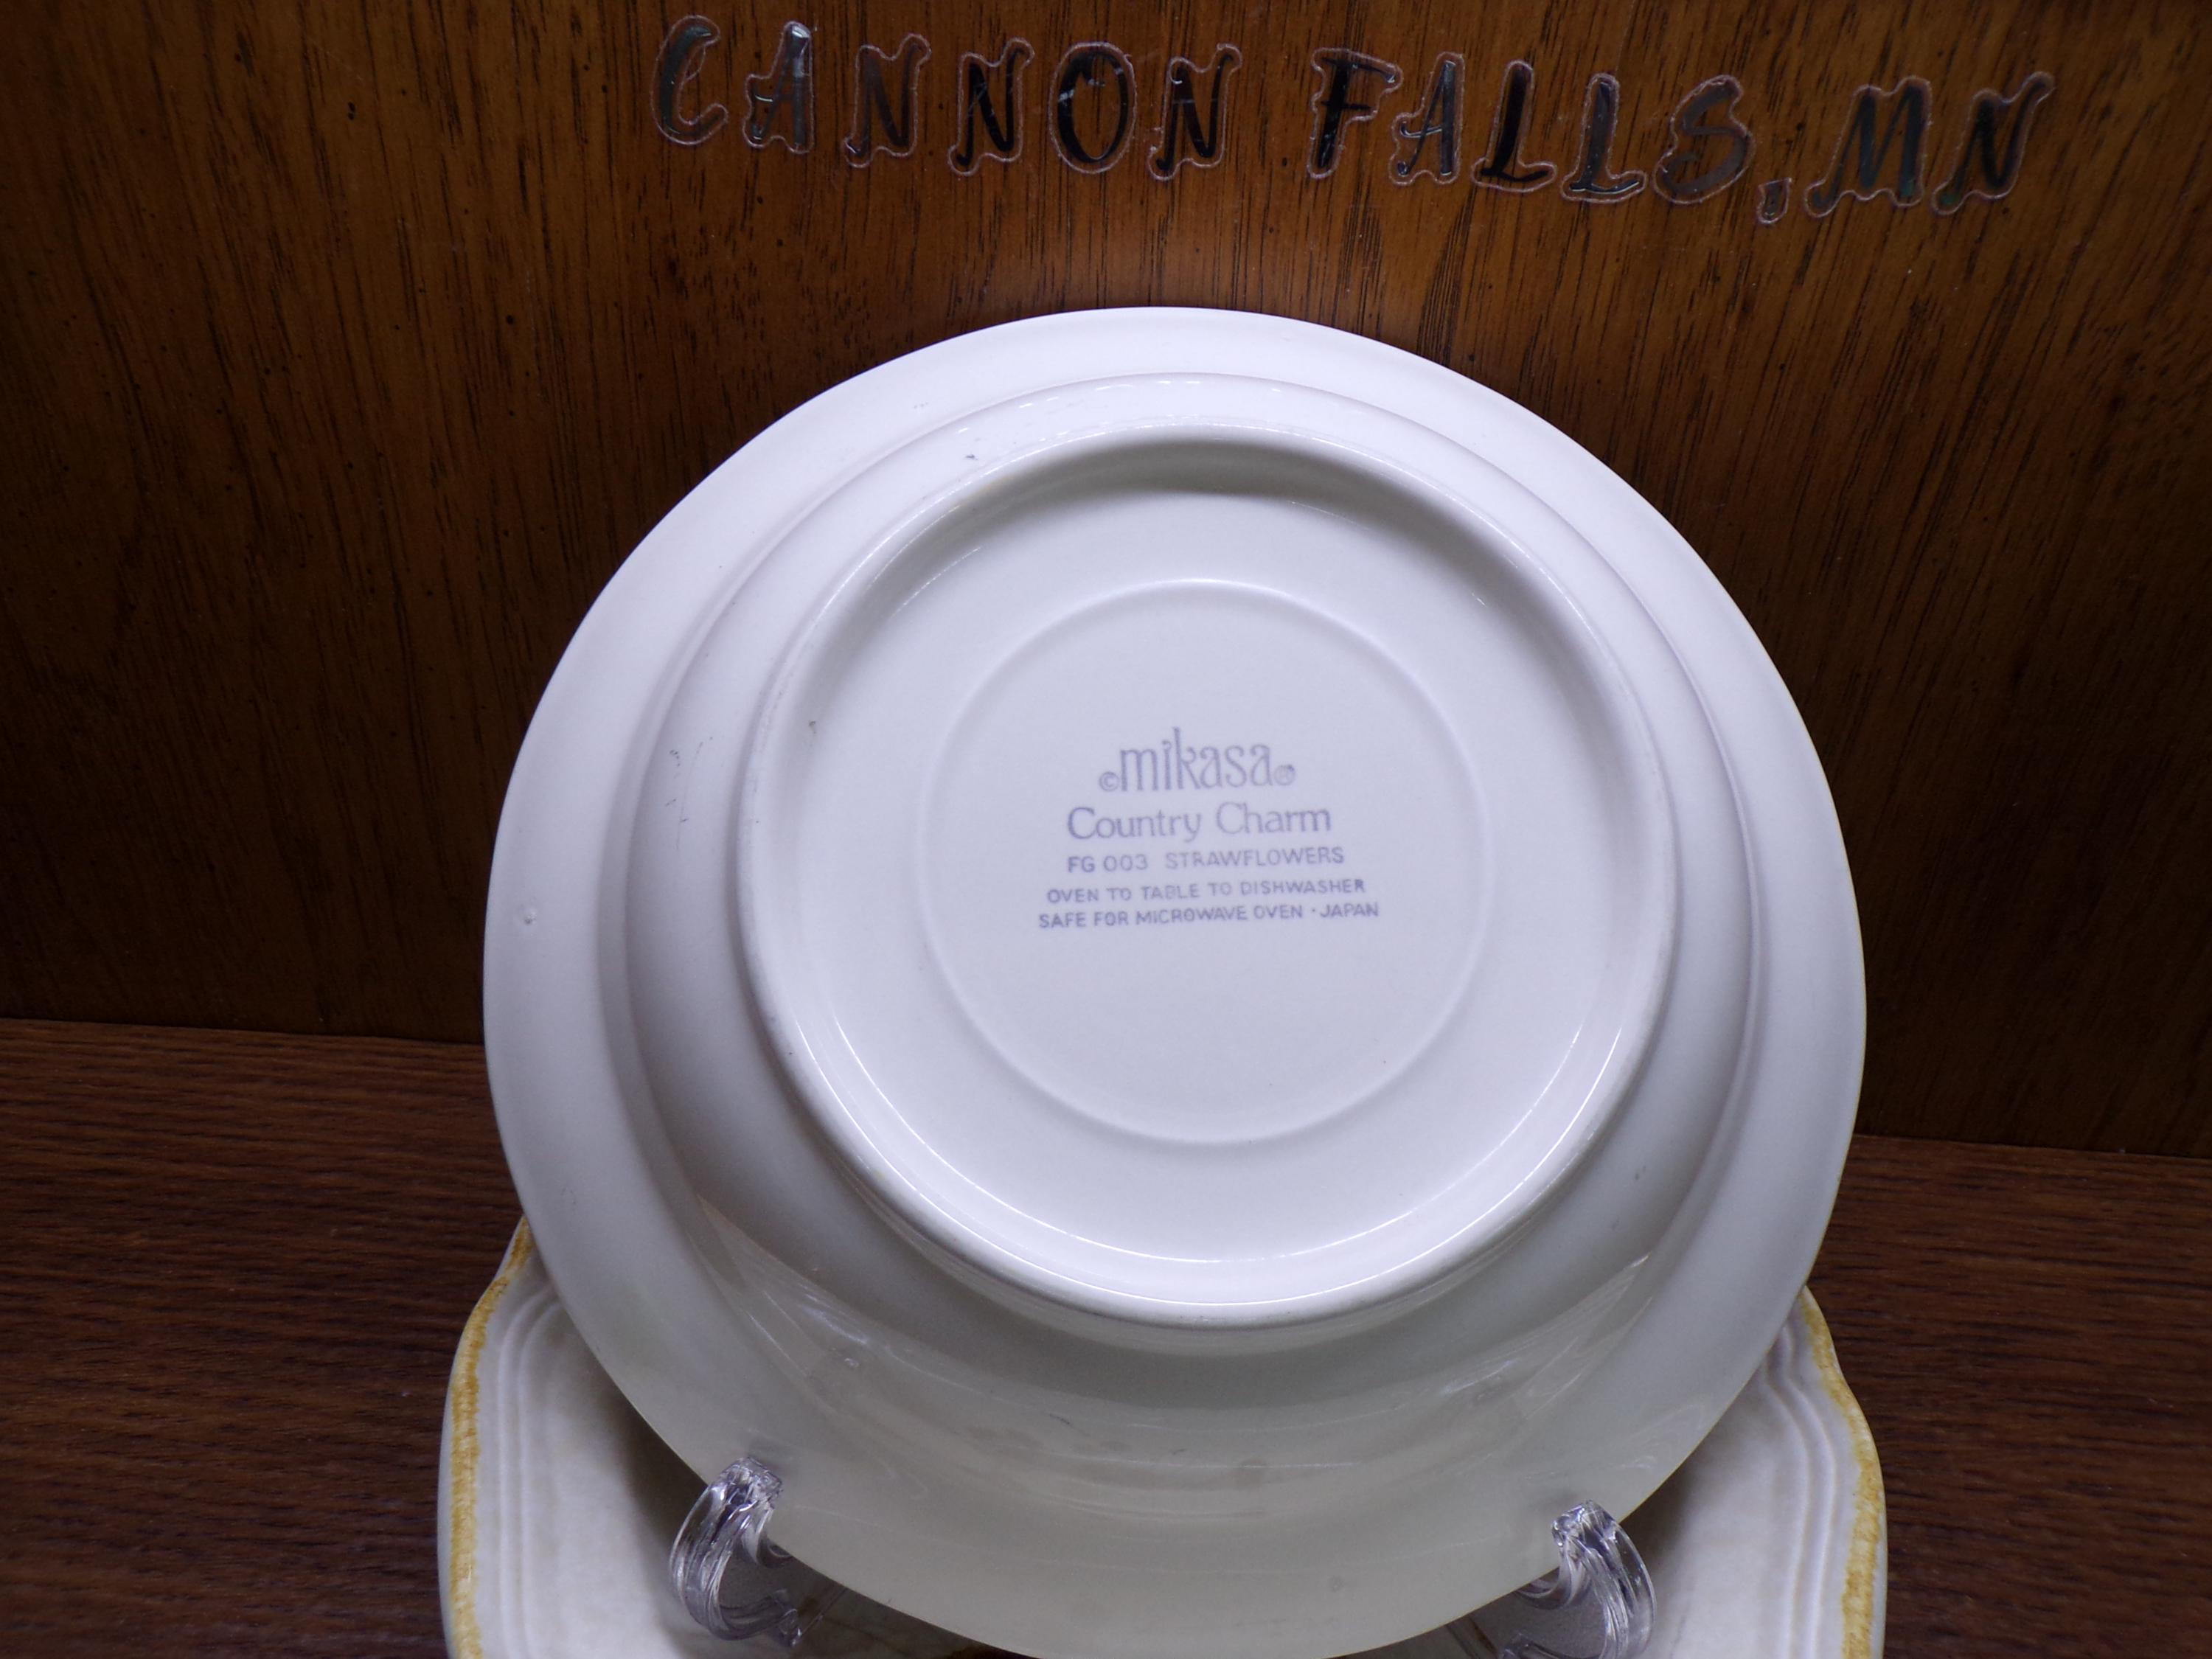 CANNON FALLS, MN
©mikasa®
Country Charm
FG 003 STRAWFLOWERS
OVEN TO TABLE TO DISHWASHER
SAFE FOR MICROWAVE OVEN · JAPAN